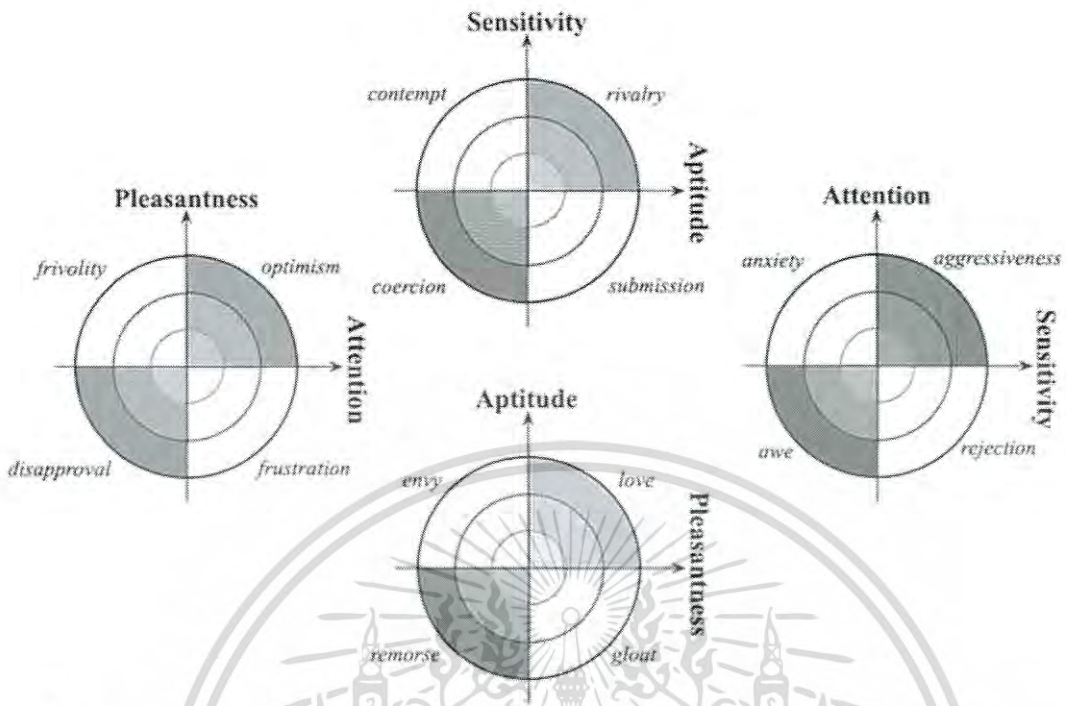 Sensitivity
contempt
rivalry
Aptitude
coercion
submission
Pleasantness
frivolity
optimism
Attention
disapproval
frustration
Attention
anxiety
aggressiveness
Sensitivity
awe
rejection
Aptitude
envy
love
Pleasantness
remorse
gloat